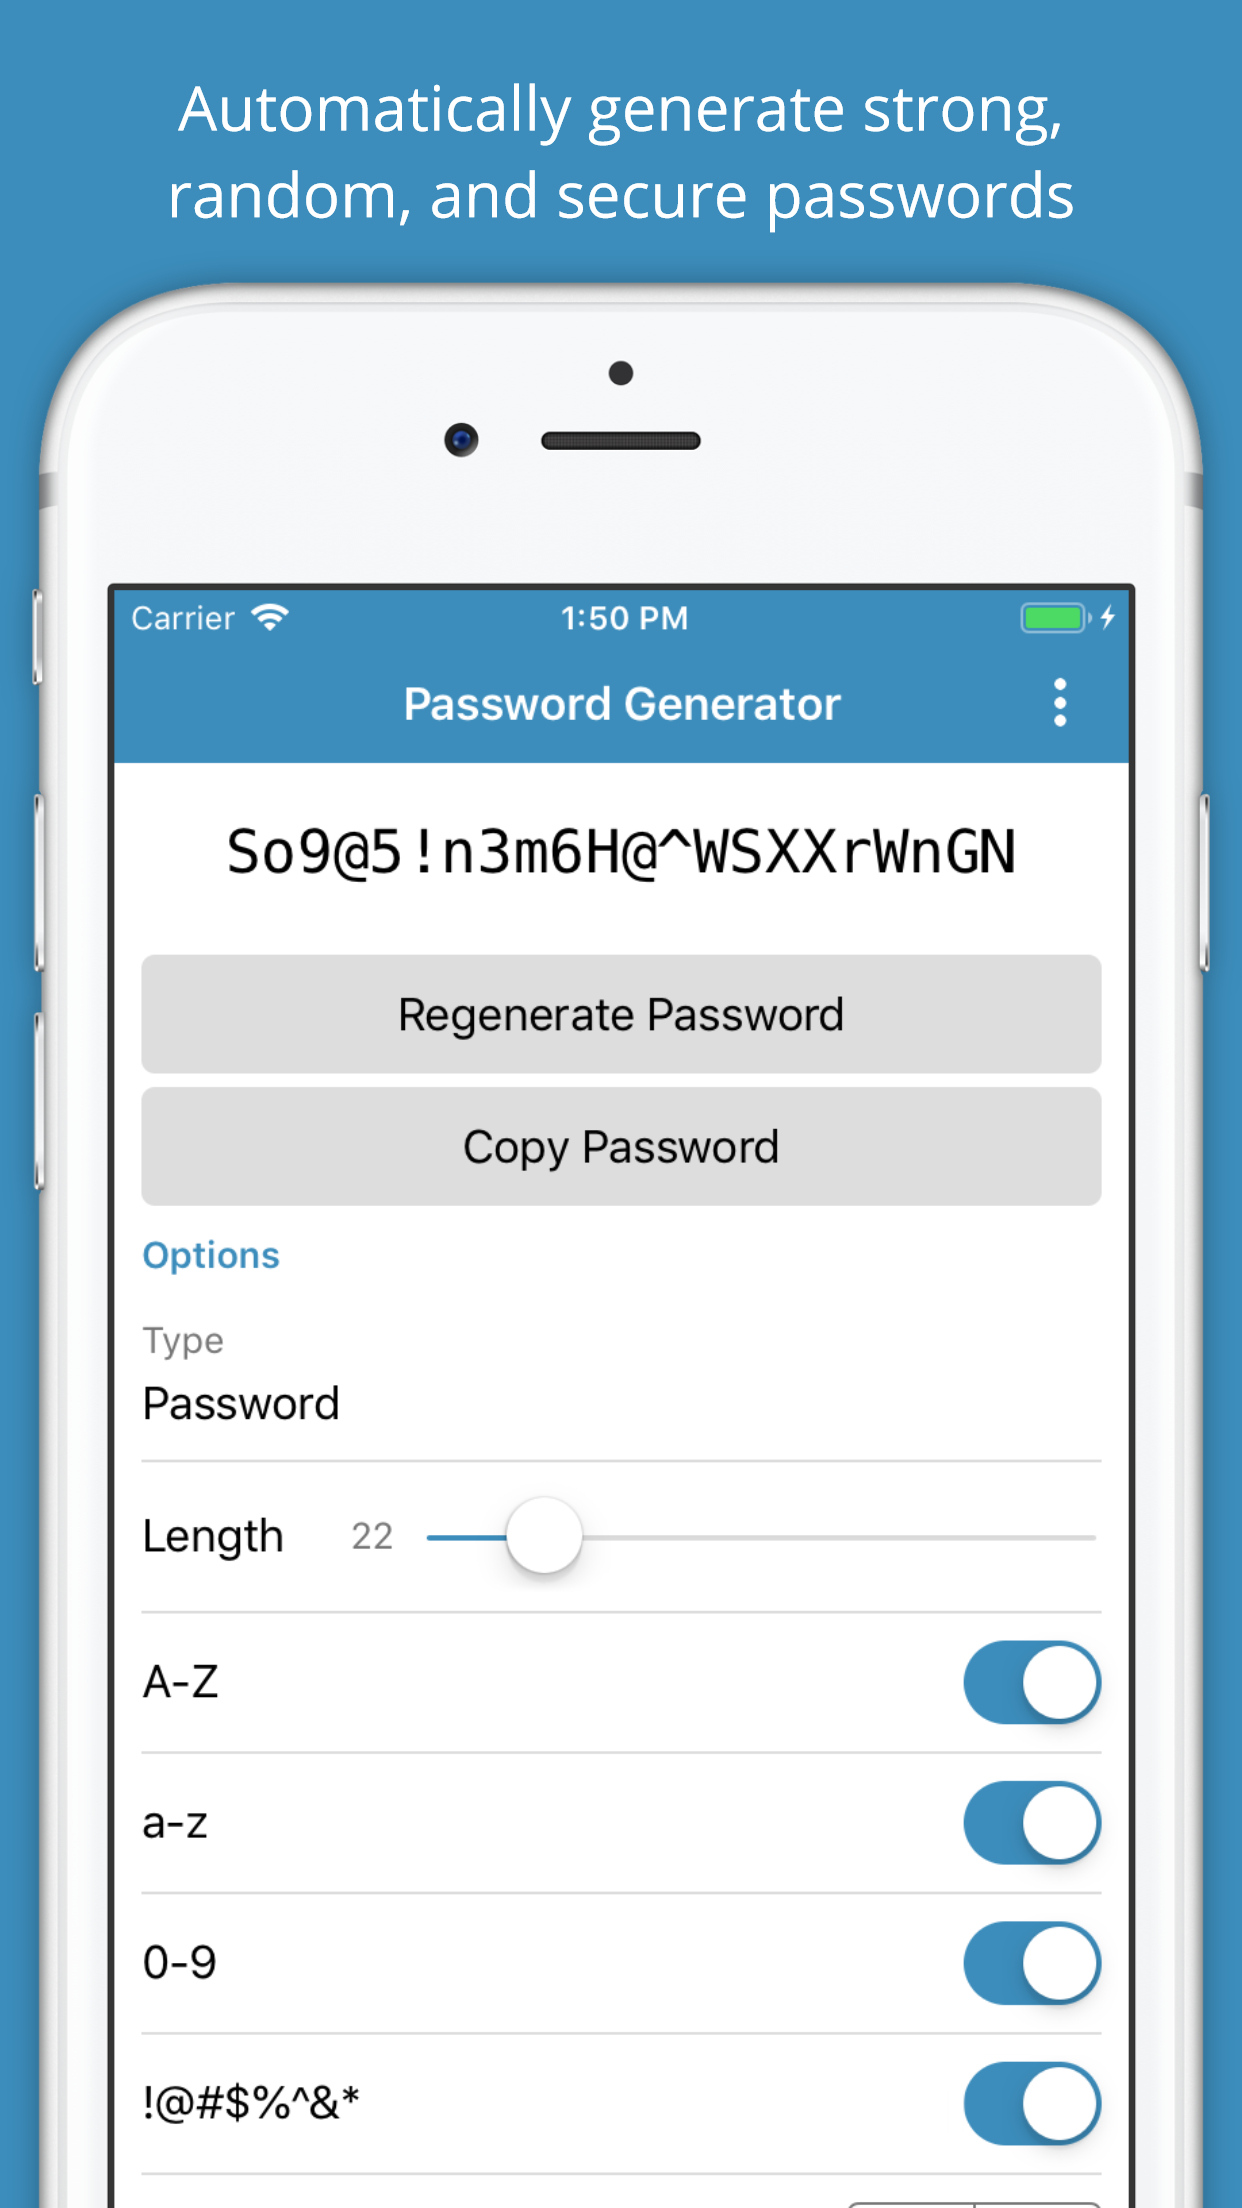 Automatically generate strong,
random, and secure passwords
Carrier 1:50 PM
Password Generator
So9@5!n3m6H@^WSXXrWnGN
Regenerate Password
Copy Password
Options
Type
Password
Length 22
A-Z
a-z
0-9
!@#$%^&*